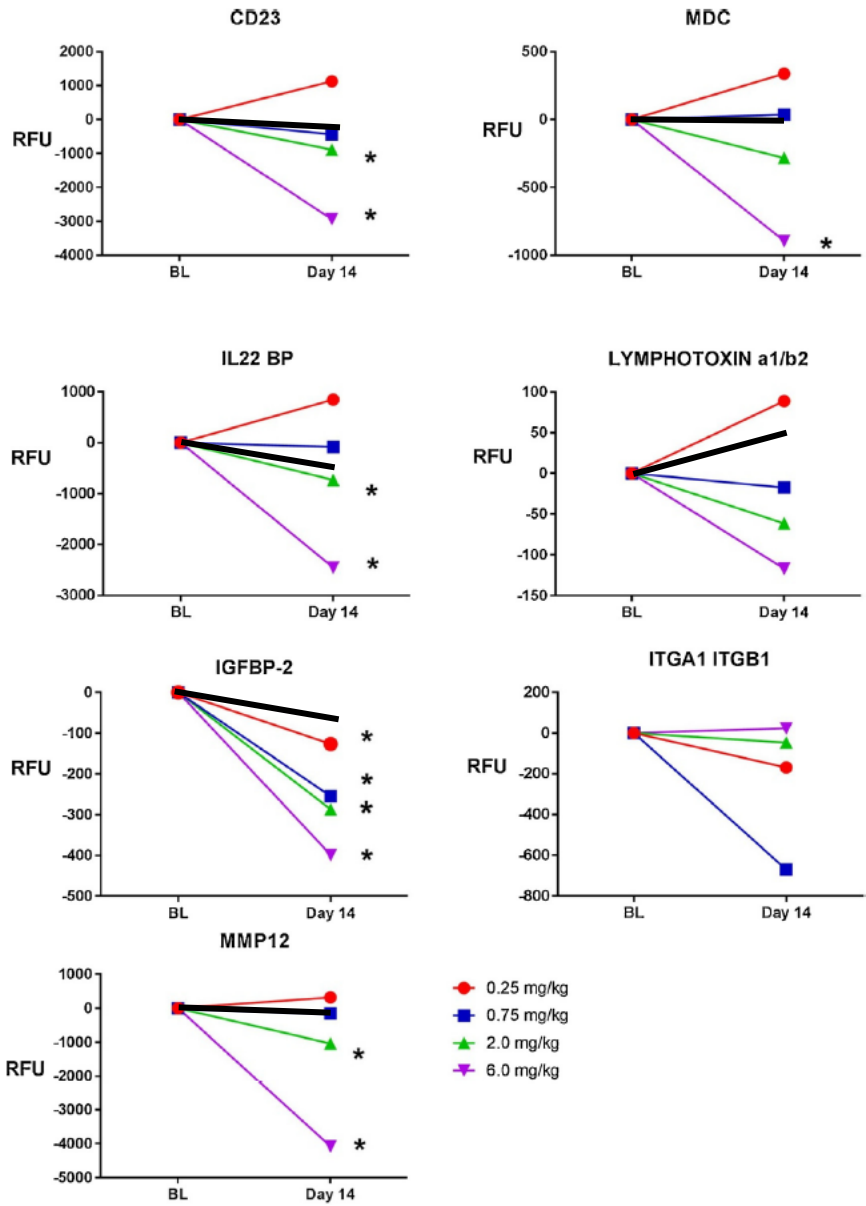 CD23
2000
1000
0
-1000
-2000
-3000
-4000
RFU
*
*
BL
Day 14
MDC
500
0
-500
-1000
RFU
*
BL
Day 14
IL22 BP
1000
0
-1000
-2000
-3000
RFU
*
*
BL
Day 14
LYMPHOTOXIN a1/b2
100
50
0
-50
-100
-150
RFU
BL
Day 14
IGFBP-2
0
-100
-200
-300
-400
-500
RFU
*
*
*
*
BL
Day 14
ITGA1 ITGB1
200
0
-200
-400
-600
-800
RFU
BL
Day 14
MMP12
1000
0
-1000
-2000
-3000
-4000
-5000
RFU
*
*
BL
Day 14
0.25 mg/kg
0.75 mg/kg
2.0 mg/kg
6.0 mg/kg